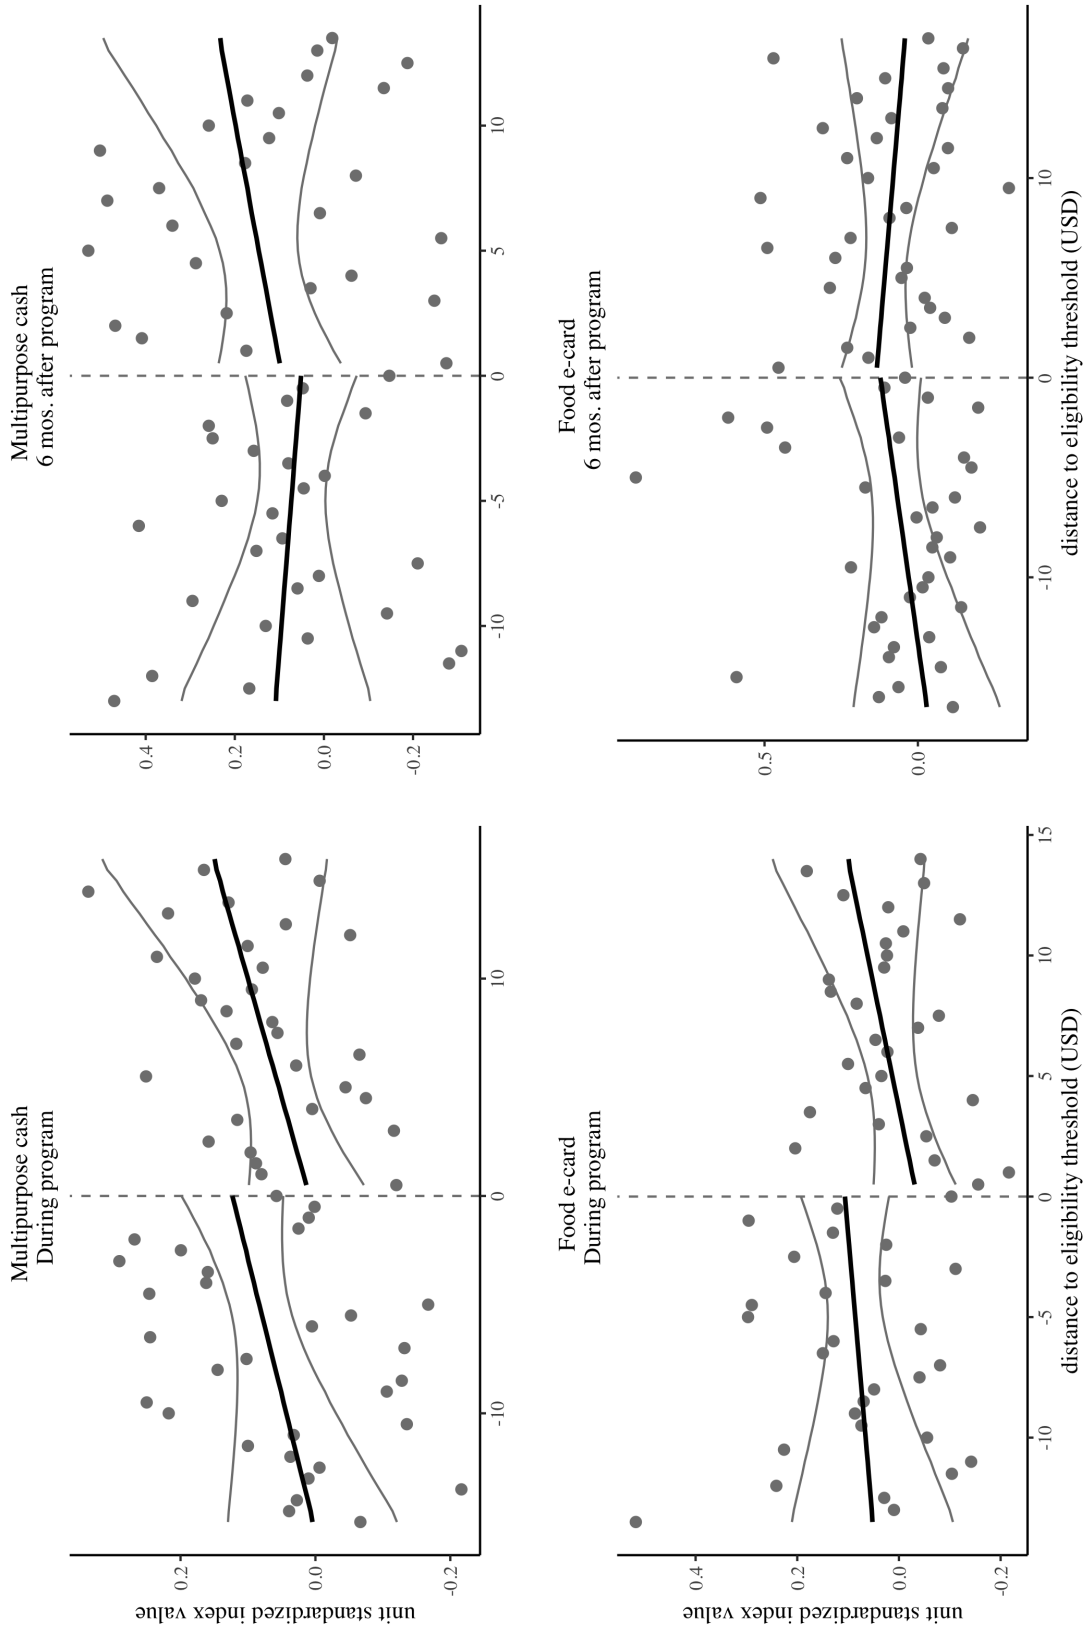 Multipurpose cash
During program
unit standardized index value
0.2
0.0
-0.2
-10
0
10
Multipurpose cash
6 mos. after program
0.4
0.2
0.0
-0.2
-10
-5
0
5
10
Food e-card
During program
unit standardized index value
0.4
0.2
0.0
-0.2
-10
-5
0
5
10
15
distance to eligibility threshold (USD)
Food e-card
6 mos. after program
0.5
0.0
-10
0
10
distance to eligibility threshold (USD)